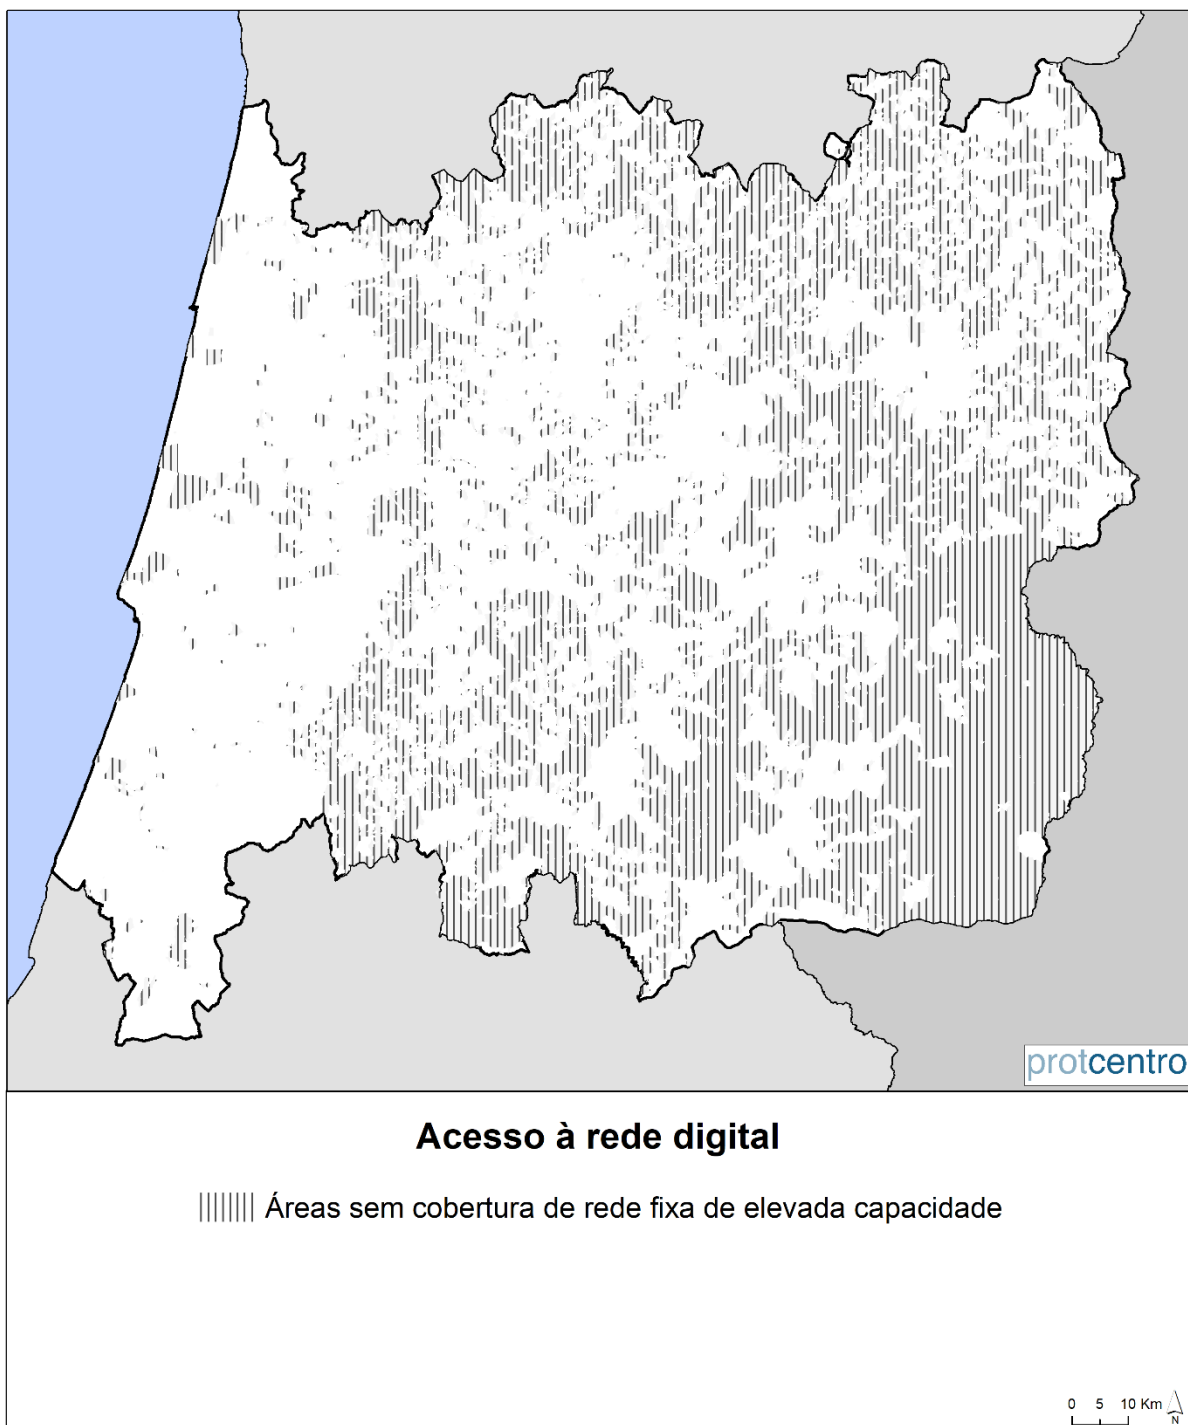 protcentro
Acesso à rede digital
Áreas sem cobertura de rede fixa de elevada capacidade
0 5 10 Km
N